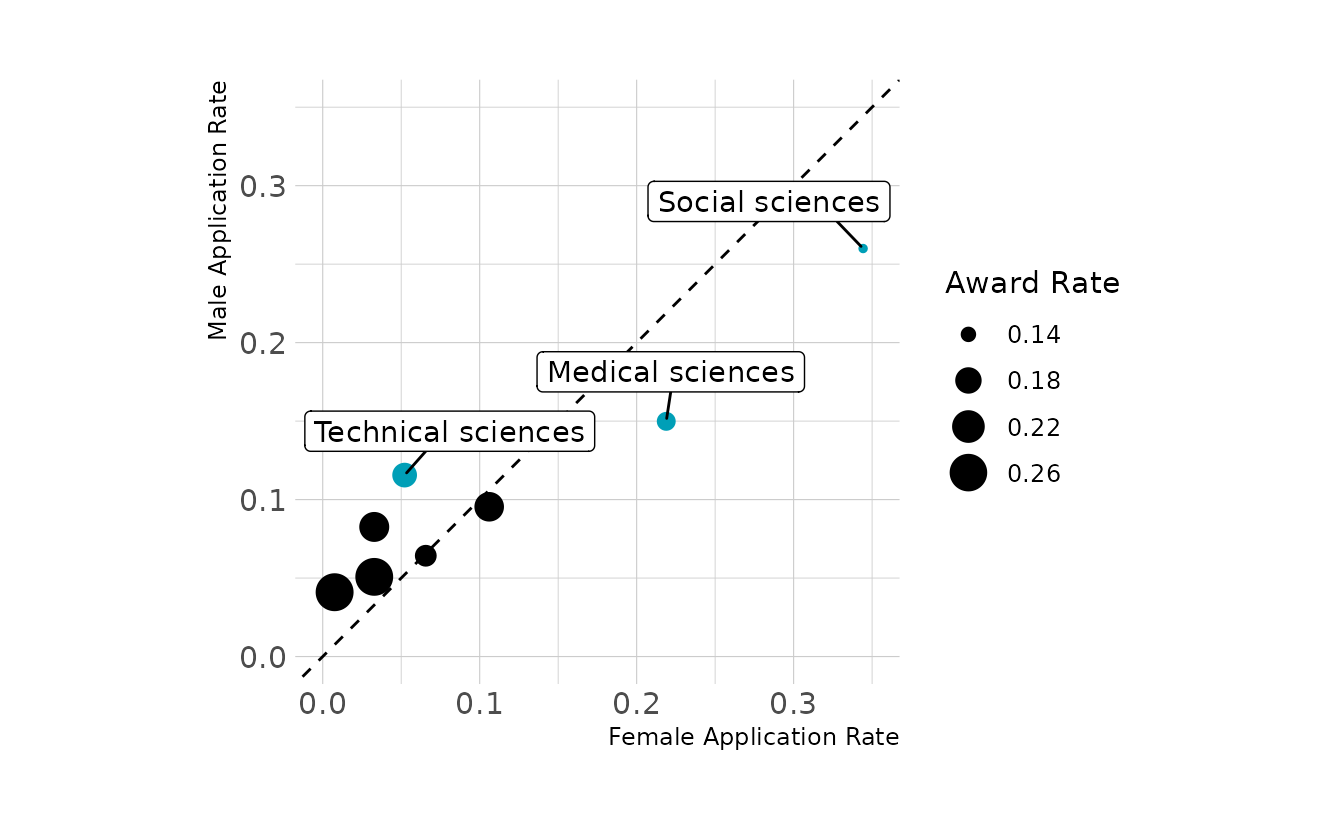 Male Application Rate
0.3
0.2
0.1
0.0
Social sciences
Medical sciences
Technical sciences
0.0
0.1
0.2
0.3
Female Application Rate
Award Rate
0.14
0.18
0.22
0.26